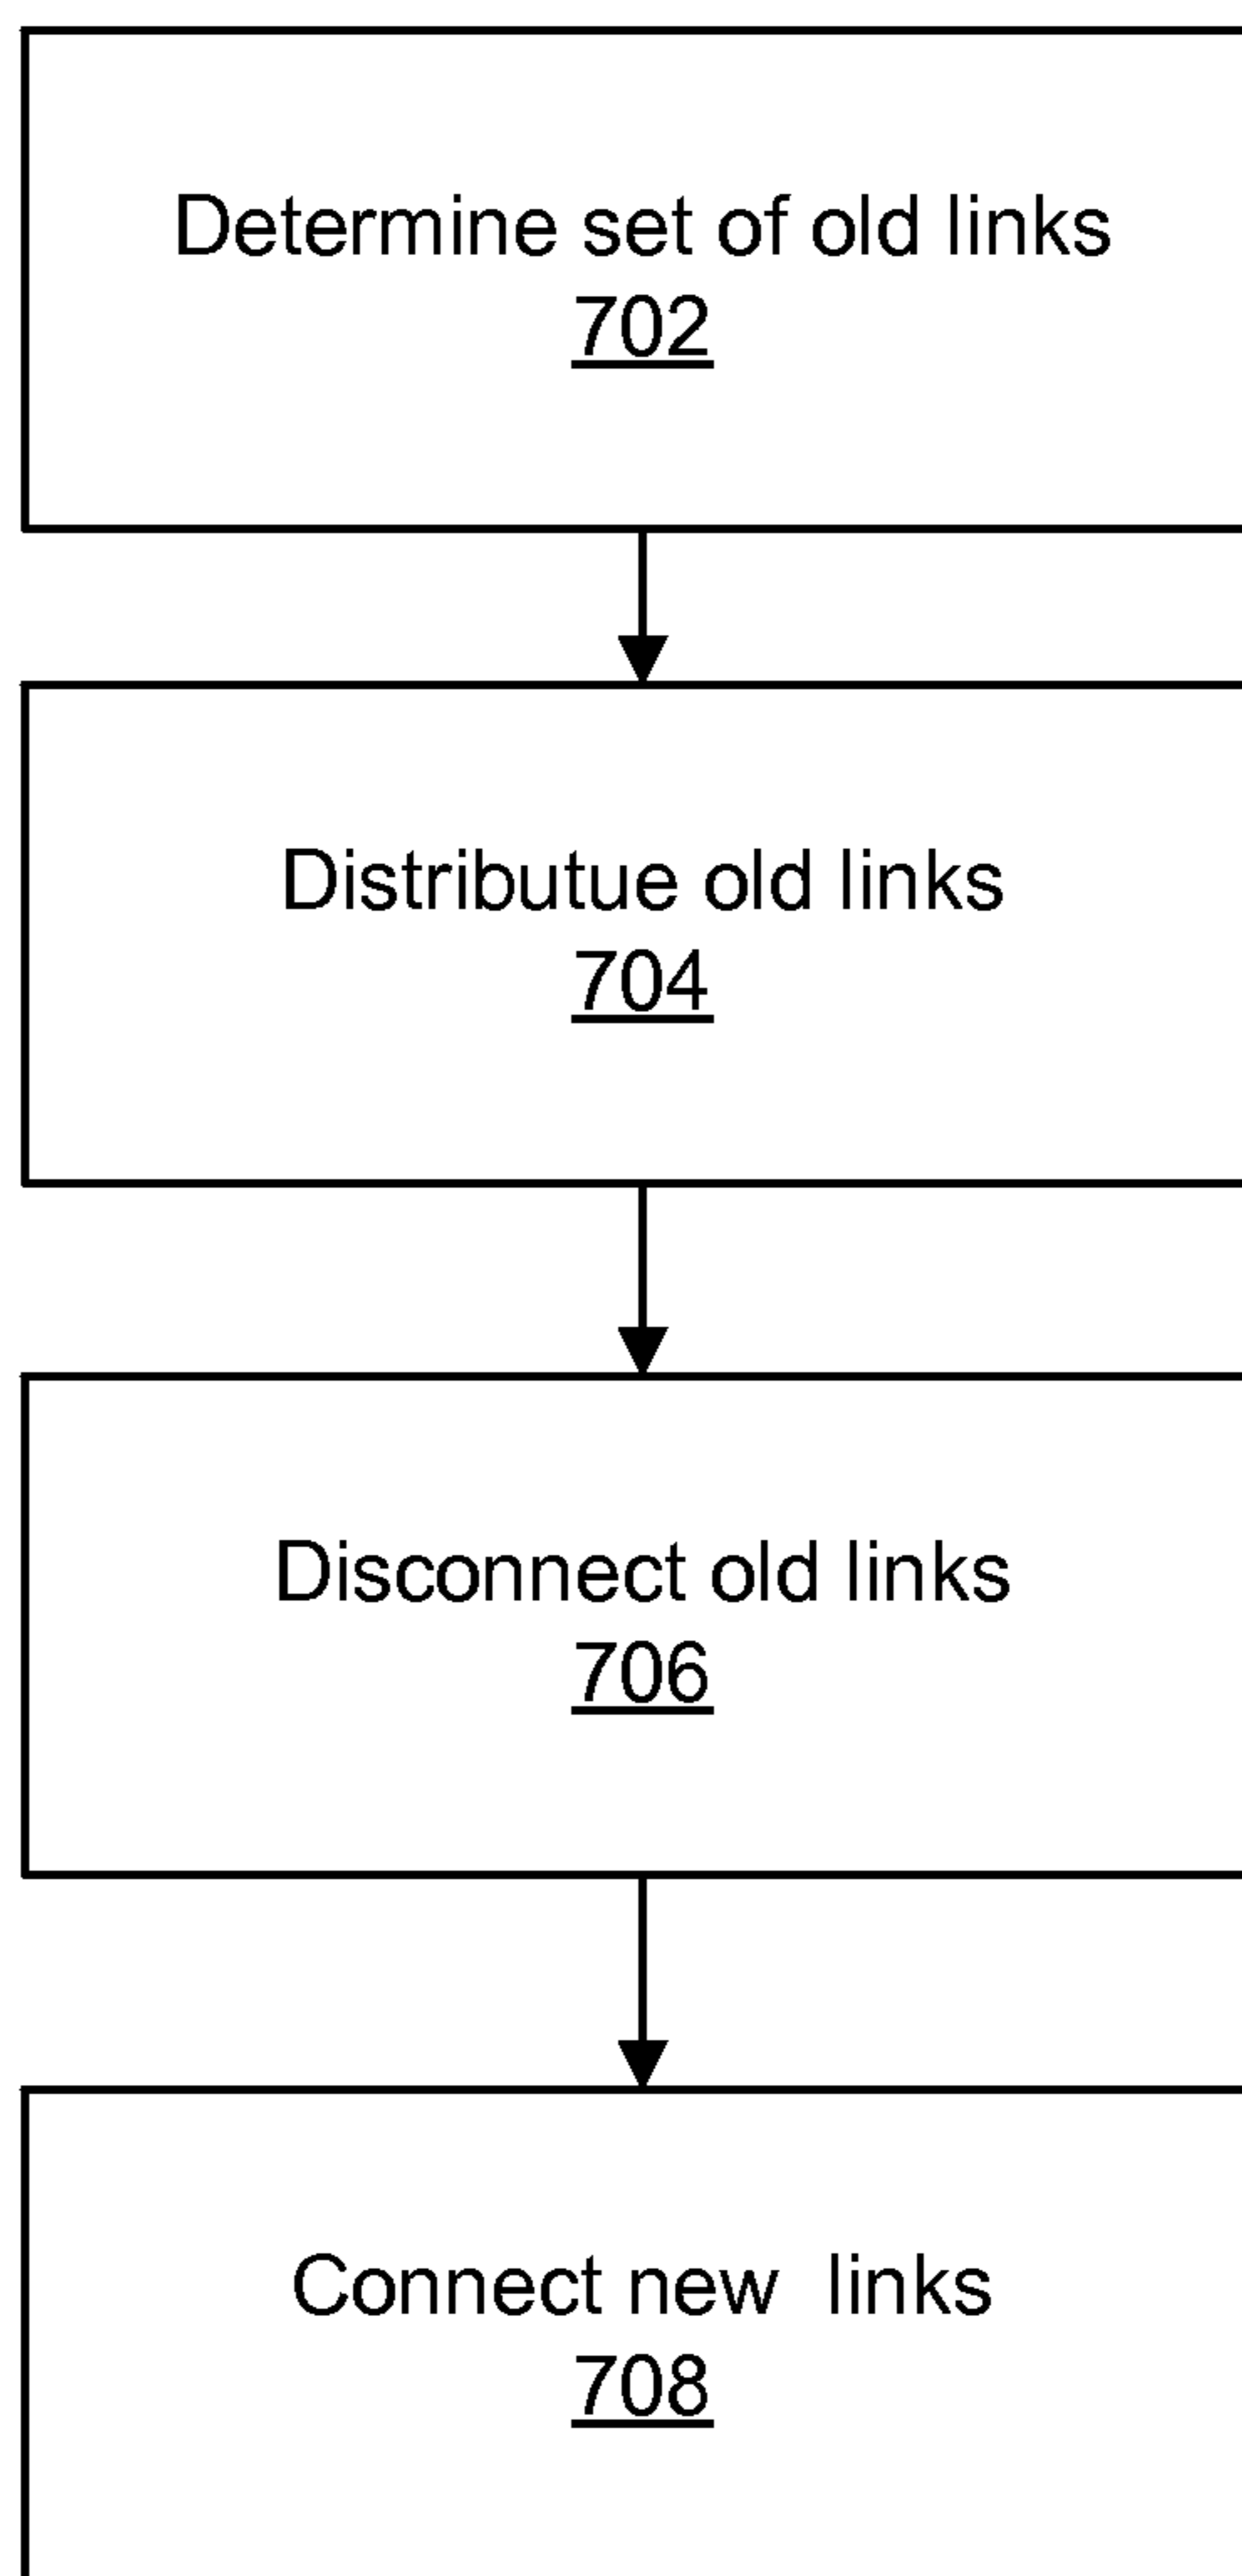 Determine set of old links
702
Distributue old links
704
Disconnect old links
706
Connect new  links
708